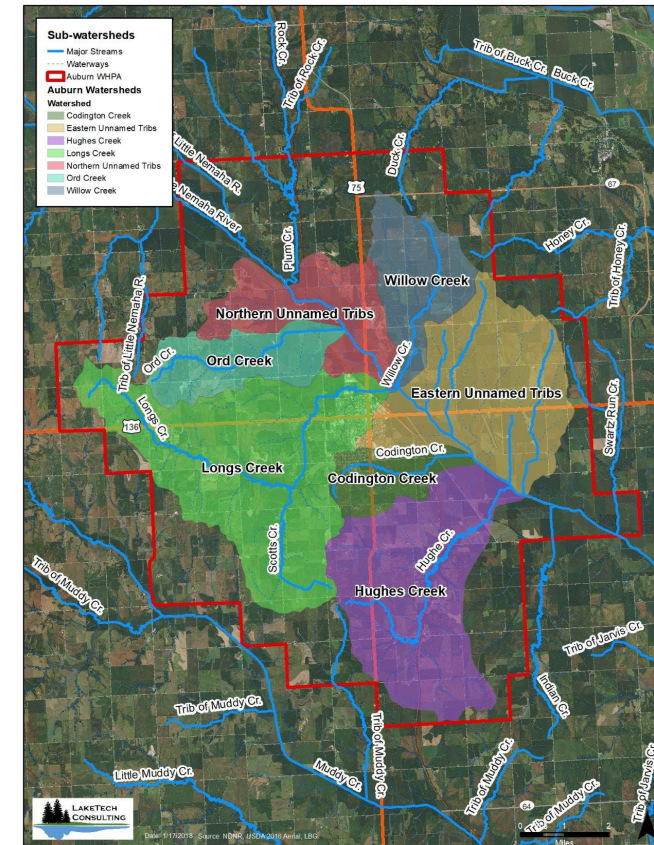 Sub-watersheds
Major Streams
Waterways
Auburn WHPA
Auburn Watersheds
Watershed
Codington Creek
Eastern Unnamed Tribs
Hughes Creek
Longs Creek
Northern Unnamed Tribs
Ord Creek
Willow Creek
Rock Cr.
Trib of Rock Cr.
Trib of Buck Cr.
Buck Cr.
Duck Cr.
Little Nemaha R.
Nemaha River
75
67
Plum Cr.
Honey Cr.
Trib of Honey Cr.
Willow Creek
Northern Unnamed Tribs
Trib of Little Nemaha R.
Ord Cr.
Ord Creek
Willow Cr.
Eastern Unnamed Tribs
Swartz Run Cr.
Longs Cr.
136
Codington Cr.
Longs Creek
Codington Creek
Scotts Cr.
Hughe Cr.
Hughes Creek
Trib of Muddy Cr.
Trib of Jarvis Cr.
Indian Cr.
Trib of Muddy Cr.
Trib of Muddy Cr.
Muddy Cr.
Little Muddy Cr.
Trib of Muddy Cr.
Trib of Jarvis Cr.
64
Trib of Muddy Cr.
LAKETECH
CONSULTING
Date: 1/17/2018 Source: NDNR, USDA 2016 Aerial, LBG
0 1 2
Miles